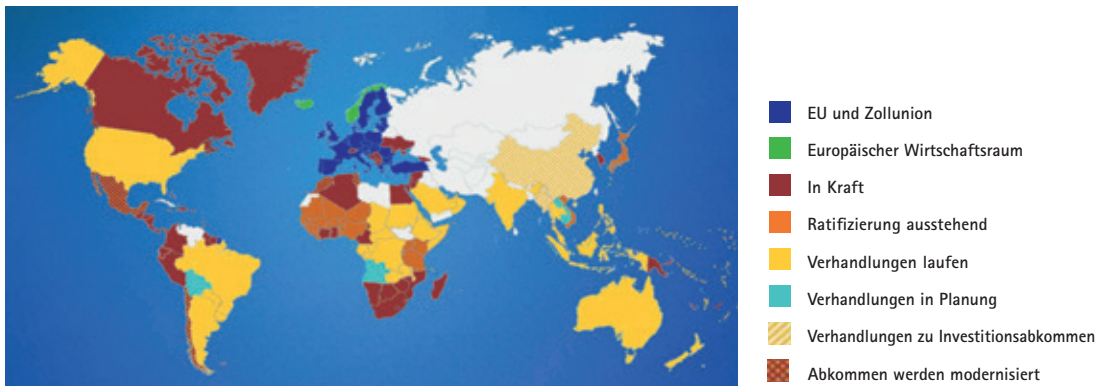 EU und Zollunion
Europäischer Wirtschaftsraum
In Kraft
Ratifizierung ausstehend
Verhandlungen laufen
Verhandlungen in Planung
Verhandlungen zu Investitionsabkommen
Abkommen werden modernisiert